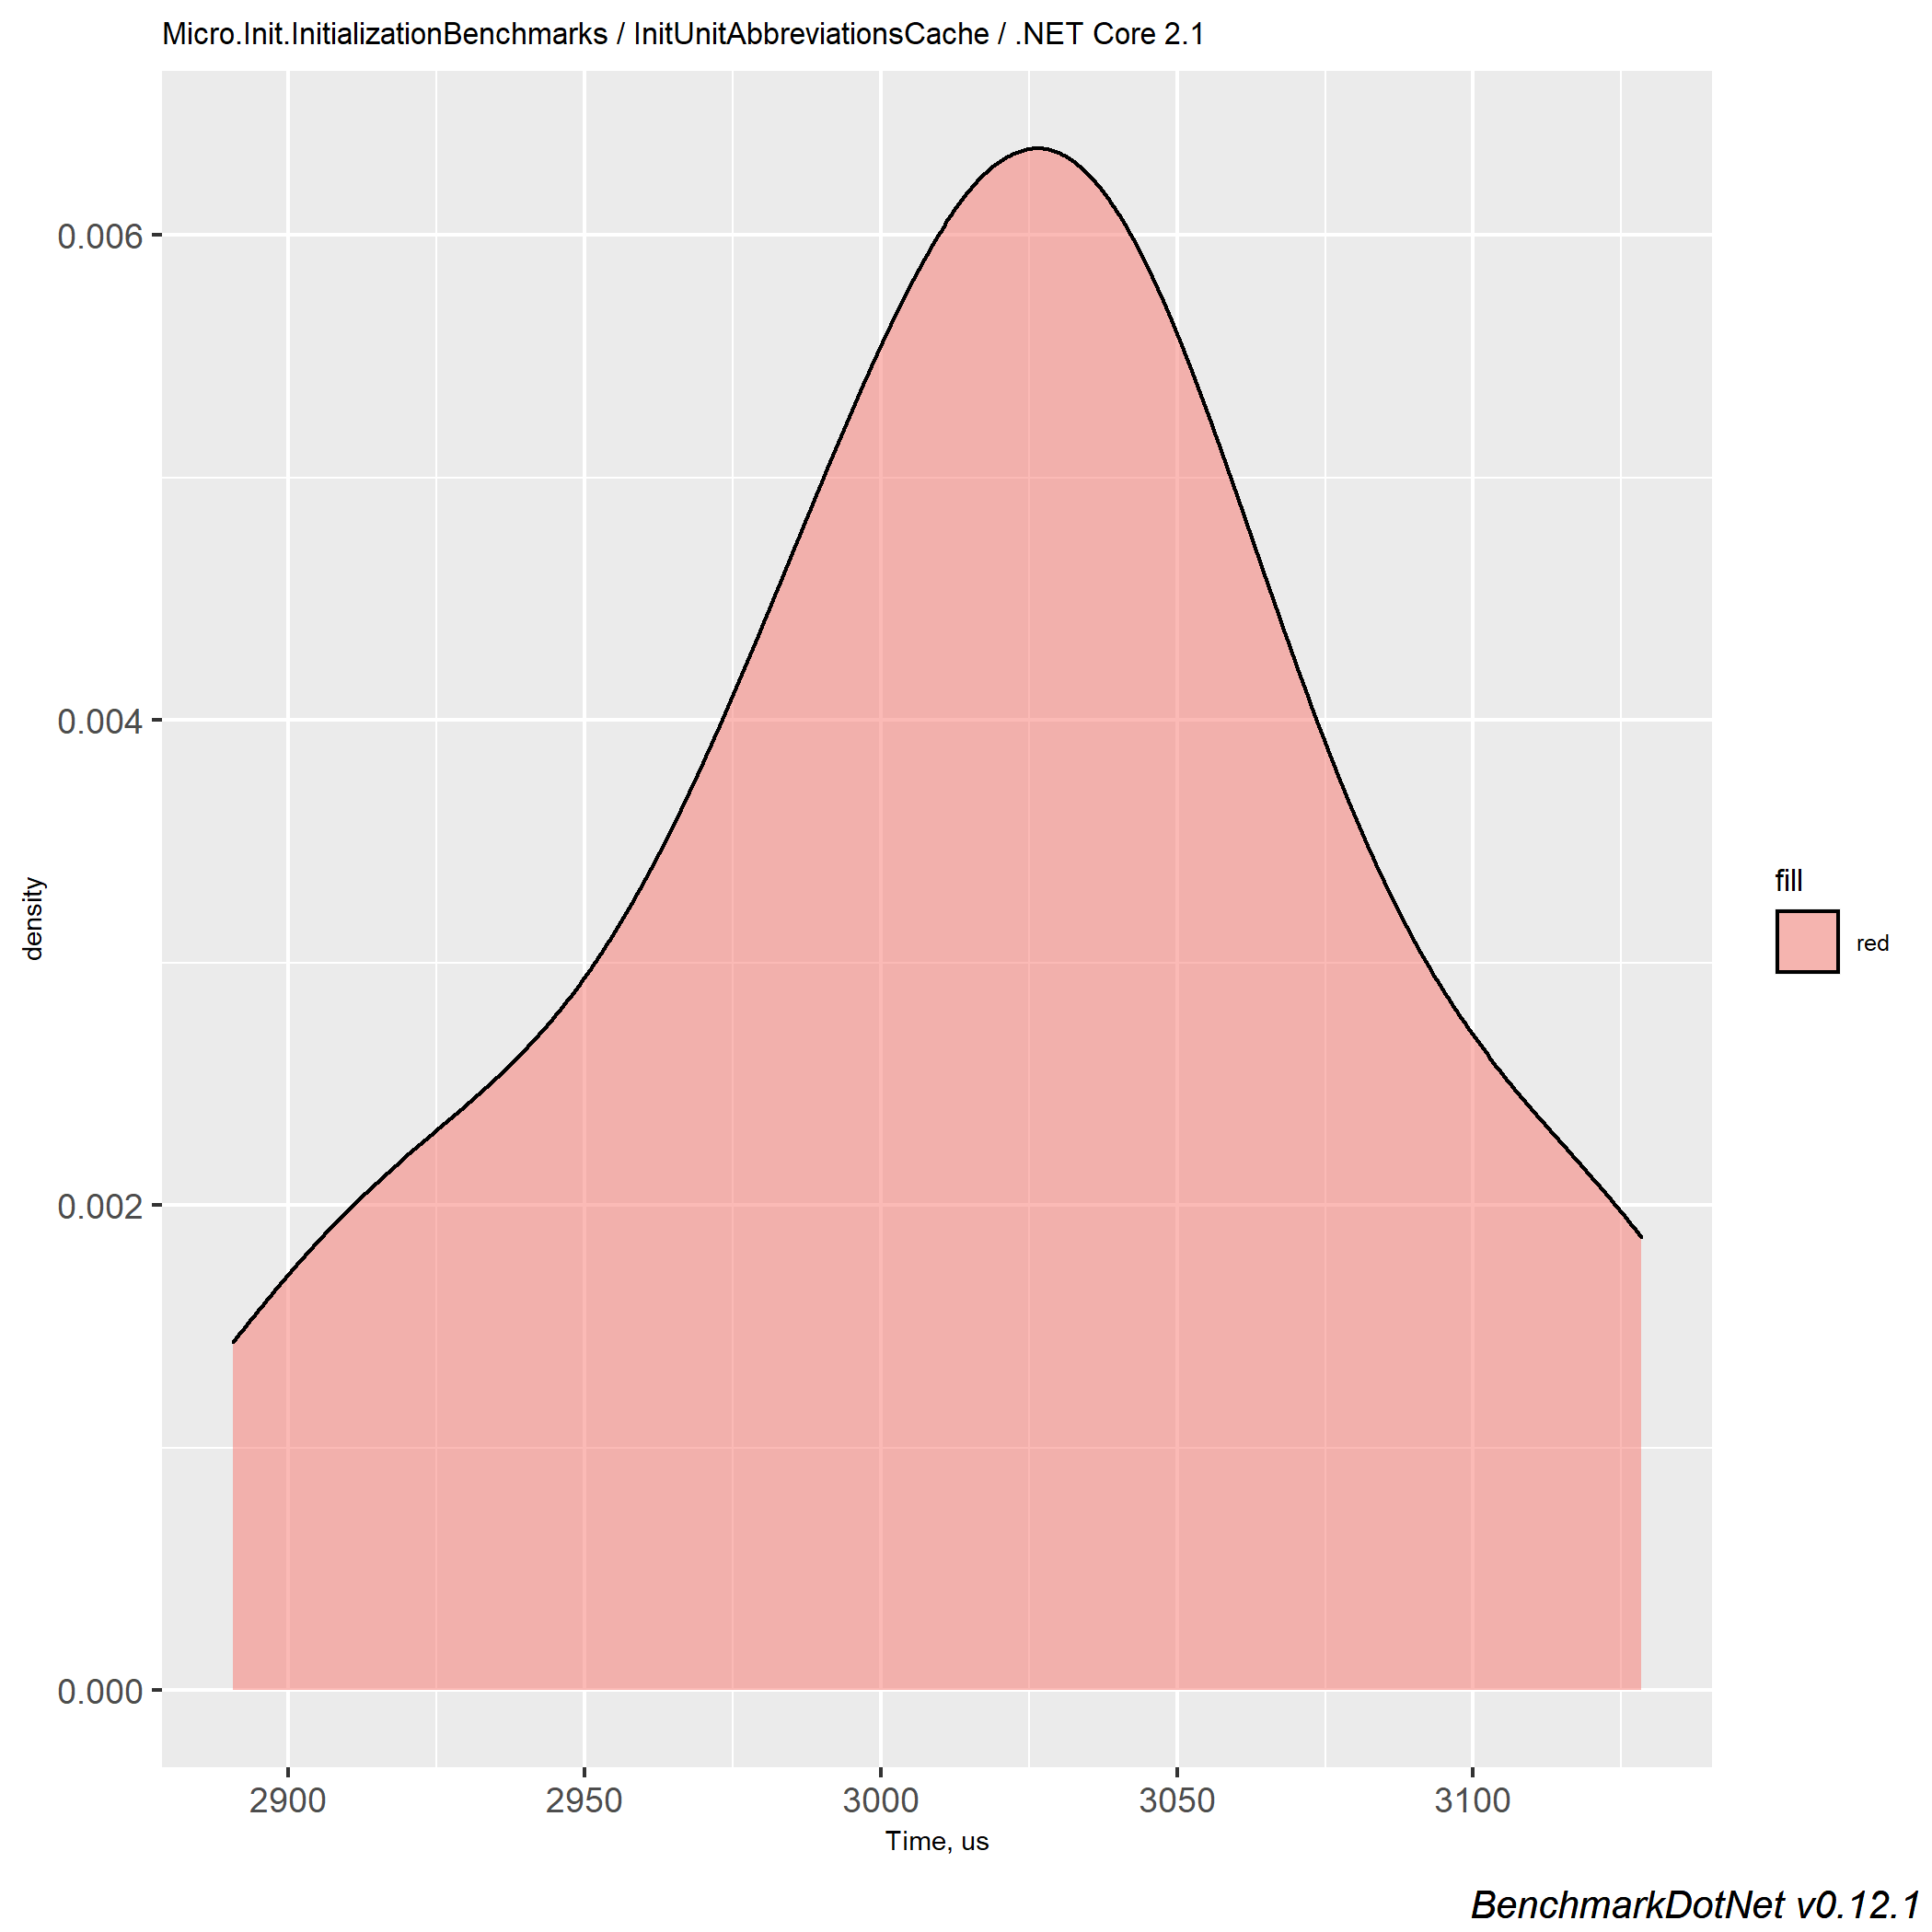 Micro.Init.InitializationBenchmarks / InitUnitAbbreviationsCache / .NET Core 2.1
0.006
0.004
0.002
0.000
density
2900 2950 3000 3050 3100
Time, us
fill
red
BenchmarkDotNet v0.12.1